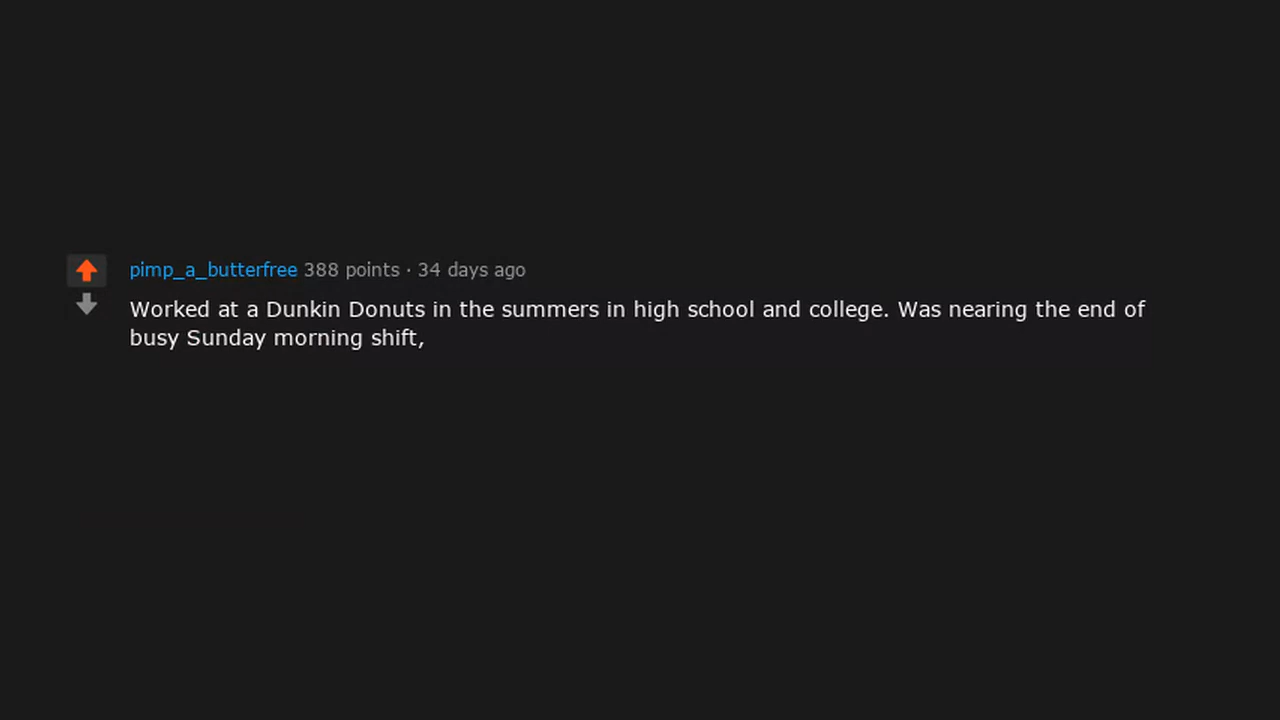 pimp_a_butterfree 388 points · 34 days ago
Worked at a Dunkin Donuts in the summers in high school and college. Was nearing the end of
busy Sunday morning shift,